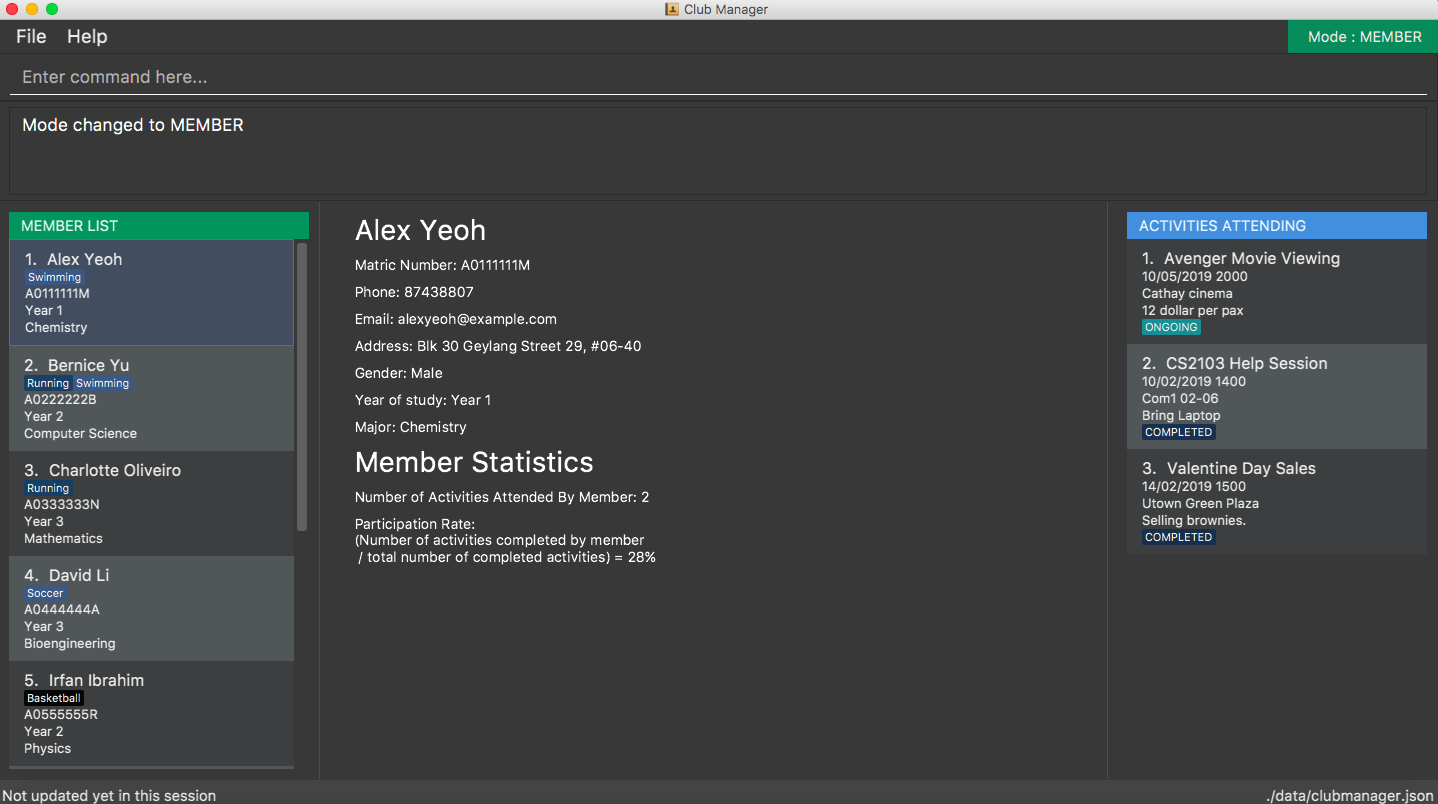 Club Manager
File Help
Mode : MEMBER
Enter command here...
Mode changed to MEMBER
MEMBER LIST
1. Alex Yeoh
Swimming
A0111111M
Year 1
Chemistry
2. Bernice Yu
Running Swimming
A0222222B
Year 2
Computer Science
3. Charlotte Oliveiro
Running
A0333333N
Year 3
Mathematics
4. David Li
Soccer
A0444444A
Year 3
Bioengineering
5. Irfan Ibrahim
Basketball
A0555555R
Year 2
Physics
Alex Yeoh
Matric Number: A0111111M
Phone: 87438807
Email: alexyeoh@example.com
Address: Blk 30 Geylang Street 29, #06-40
Gender: Male
Year of study: Year 1
Major: Chemistry
Member Statistics
Number of Activities Attended By Member: 2
Participation Rate:
(Number of activities completed by member
/ total number of completed activities) = 28%
ACTIVITIES ATTENDING
1. Avenger Movie Viewing
10/05/2019 2000
Cathay cinema
12 dollar per pax
ONGOING
2. CS2103 Help Session
10/02/2019 1400
Com1 02-06
Bring Laptop
COMPLETED
3. Valentine Day Sales
14/02/2019 1500
Utown Green Plaza
Selling brownies.
COMPLETED
Not updated yet in this session
./data/clubmanager.json